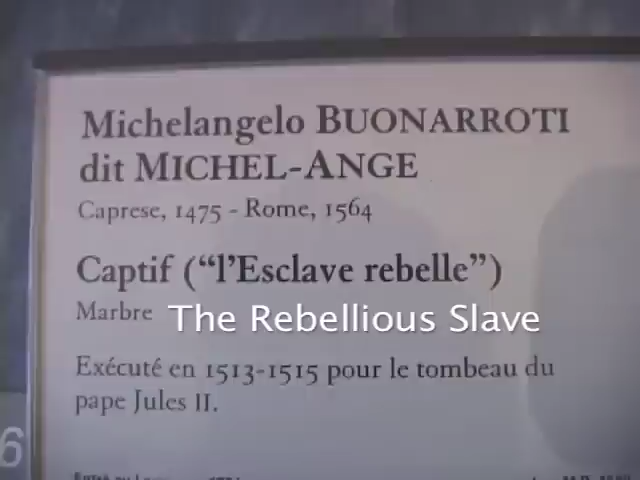 Michelangelo BUONARROTI
dit MICHEL-ANGE
Caprese, 1475 - Rome, 1564
Captif (“l’Esclave rebelle”)
Marbre The Rebellious Slave
Exécuté en 1513-1515 pour le tombeau du
pape Jules II.
6